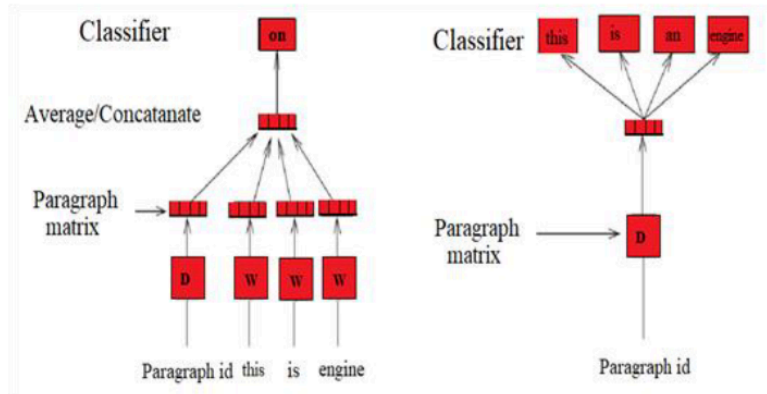 Classifier
on
Average/Concatanate
Paragraph
matrix
D W W W
Paragraph id this is engine
Classifier
this is an engine
Paragraph
matrix
D
Paragraph id